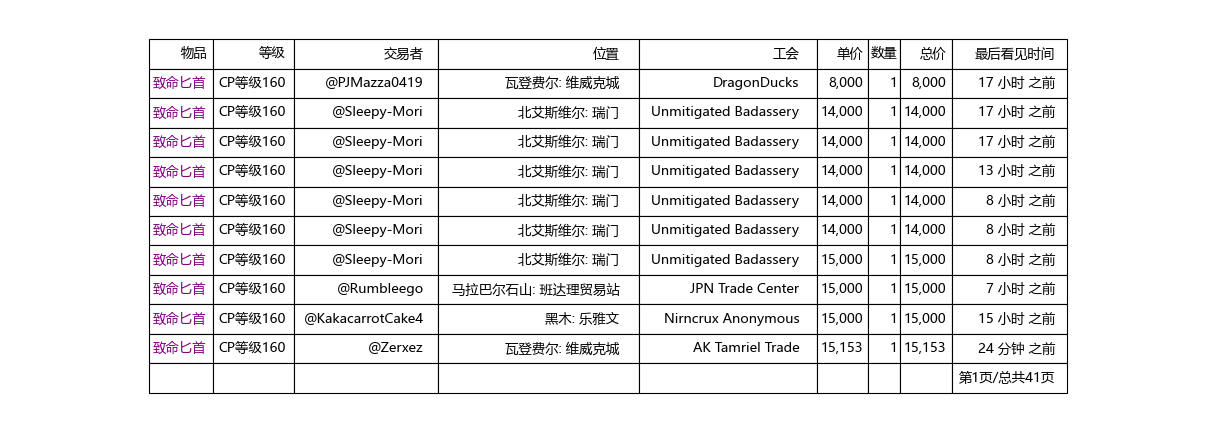 物品 等级 交易者 位置 工会 单价 数量 总价 最后看见时间
致命匕首 CP等级160 @PJMazza0419 瓦登费尔: 维威克城 DragonDucks 8,000 1 8,000 17 小时 之前
致命匕首 CP等级160 @Sleepy-Mori 北艾斯维尔: 瑞门 Unmitigated Badassery 14,000 1 14,000 17 小时 之前
致命匕首 CP等级160 @Sleepy-Mori 北艾斯维尔: 瑞门 Unmitigated Badassery 14,000 1 14,000 17 小时 之前
致命匕首 CP等级160 @Sleepy-Mori 北艾斯维尔: 瑞门 Unmitigated Badassery 14,000 1 14,000 13 小时 之前
致命匕首 CP等级160 @Sleepy-Mori 北艾斯维尔: 瑞门 Unmitigated Badassery 14,000 1 14,000 8 小时 之前
致命匕首 CP等级160 @Sleepy-Mori 北艾斯维尔: 瑞门 Unmitigated Badassery 14,000 1 14,000 8 小时 之前
致命匕首 CP等级160 @Sleepy-Mori 北艾斯维尔: 瑞门 Unmitigated Badassery 15,000 1 15,000 8 小时 之前
致命匕首 CP等级160 @Rumbleego 马拉巴尔石山: 班达理贸易站 JPN Trade Center 15,000 1 15,000 7 小时 之前
致命匕首 CP等级160 @KakacarrotCake4 黑木: 乐雅文 Nirncrux Anonymous 15,000 1 15,000 15 小时 之前
致命匕首 CP等级160 @Zerxez 瓦登费尔: 维威克城 AK Tamriel Trade 15,153 1 15,153 24 分钟 之前
第1页/总共41页